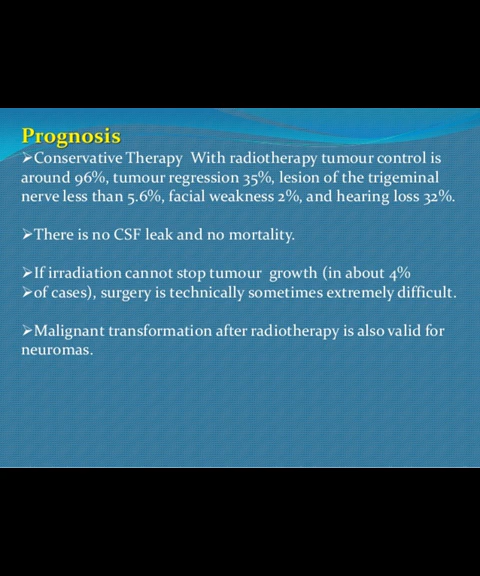 Prognosis
➢Conservative Therapy With radiotherapy tumour control is
around 96%, tumour regression 35%, lesion of the trigeminal
nerve less than 5.6%, facial weakness 2%, and hearing loss 32%.
➢There is no CSF leak and no mortality.
➢If irradiation cannot stop tumour growth (in about 4%
➢of cases), surgery is technically sometimes extremely difficult.
➢Malignant transformation after radiotherapy is also valid for
neuromas.